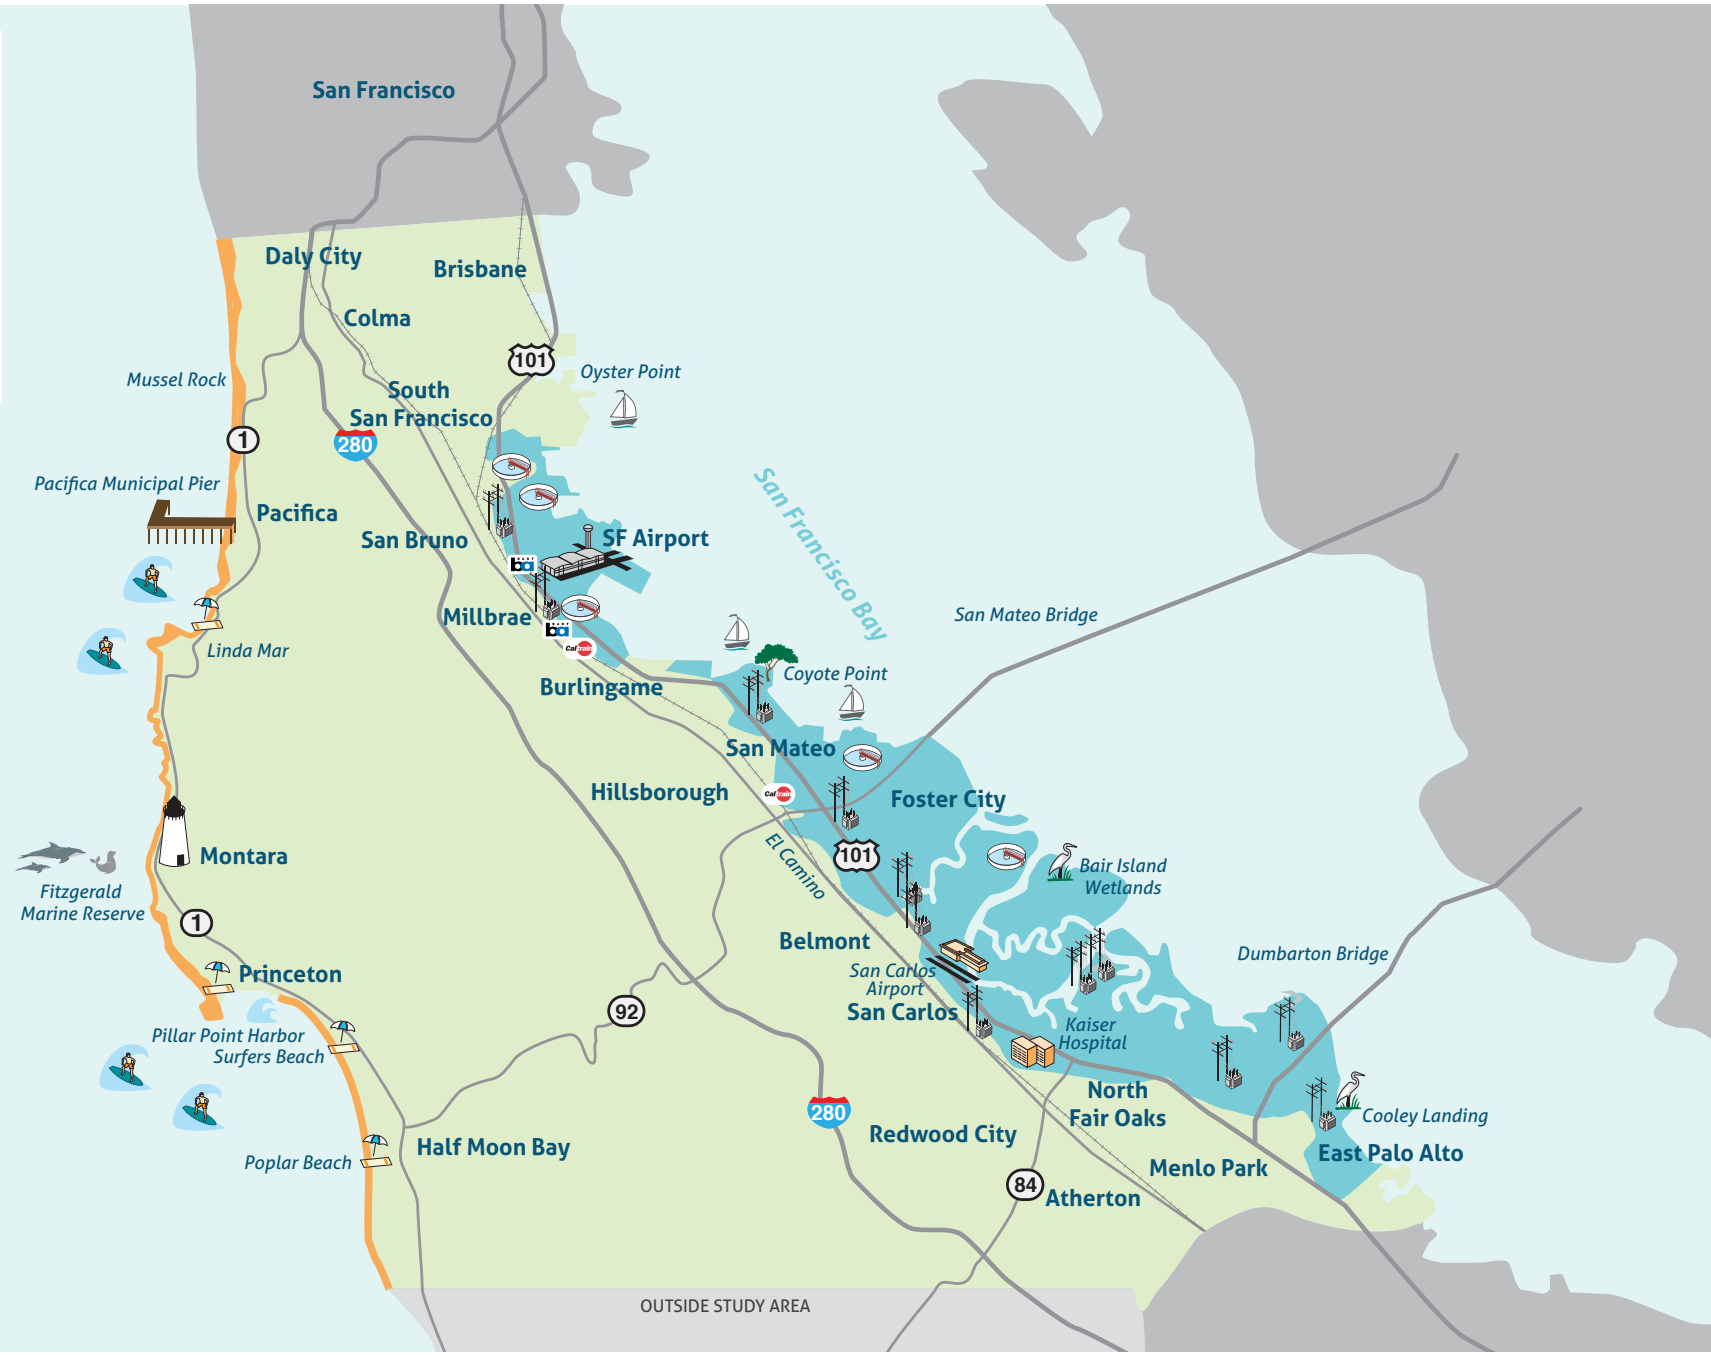 San Francisco
Daly City
Brisbane
Colma
101
Oyster Point
Mussel Rock
South
San Francisco
1
280
Pacifica Municipal Pier
Pacifica
San Bruno
SF Airport
San Francisco Bay
ba
Millbrae
ba
Caltrain
San Mateo Bridge
Linda Mar
Burlingame
Coyote Point
San Mateo
Hillsborough
Caltrain
Foster City
El Camino
101
Montara
Bair Island
Wetlands
Fitzgerald
Marine Reserve
1
Belmont
Dumbarton Bridge
Princeton
San Carlos
Airport
San Carlos
92
Pillar Point Harbor
Surfers Beach
Kaiser
Hospital
North
Fair Oaks
280
Cooley Landing
Redwood City
Half Moon Bay
Poplar Beach
East Palo Alto
Menlo Park
84
Atherton
OUTSIDE STUDY AREA